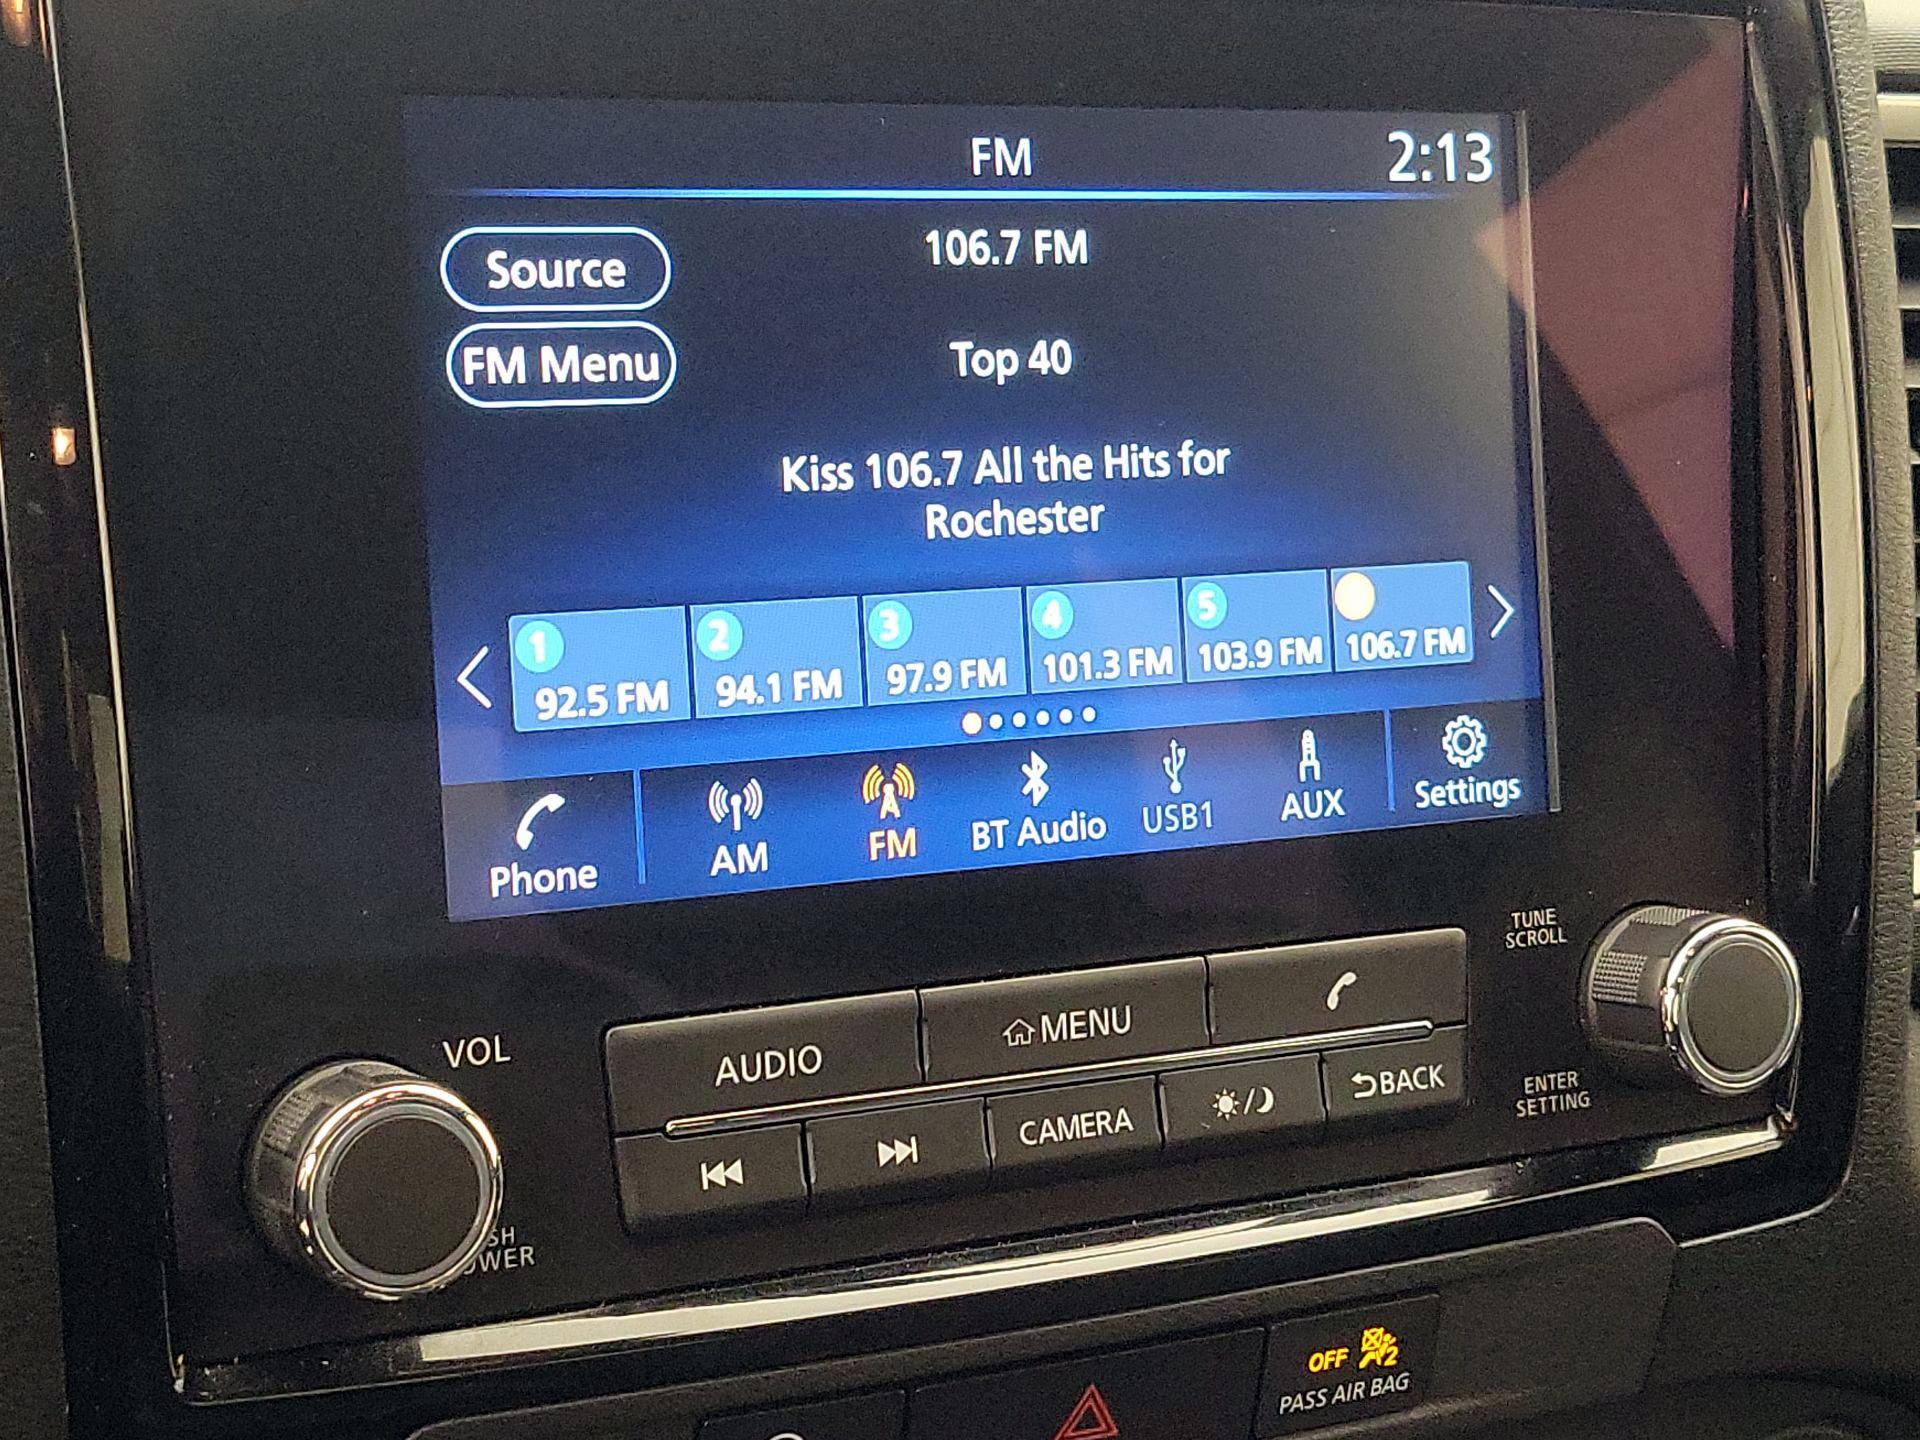 FM
2:13
Source
106.7 FM
FM Menu
Top 40
Kiss 106.7 All the Hits for
Rochester
1
2
3
4
5
92.5 FM
94.1 FM
97.9 FM
101.3 FM
103.9 FM
106.7 FM
Phone
AM
FM
BT Audio
USB1
AUX
Settings
TUNE
SCROLL
VOL
AUDIO
MENU
CAMERA
BACK
ENTER
SETTING
SH
WER
OFF
2
PASS AIR BAG